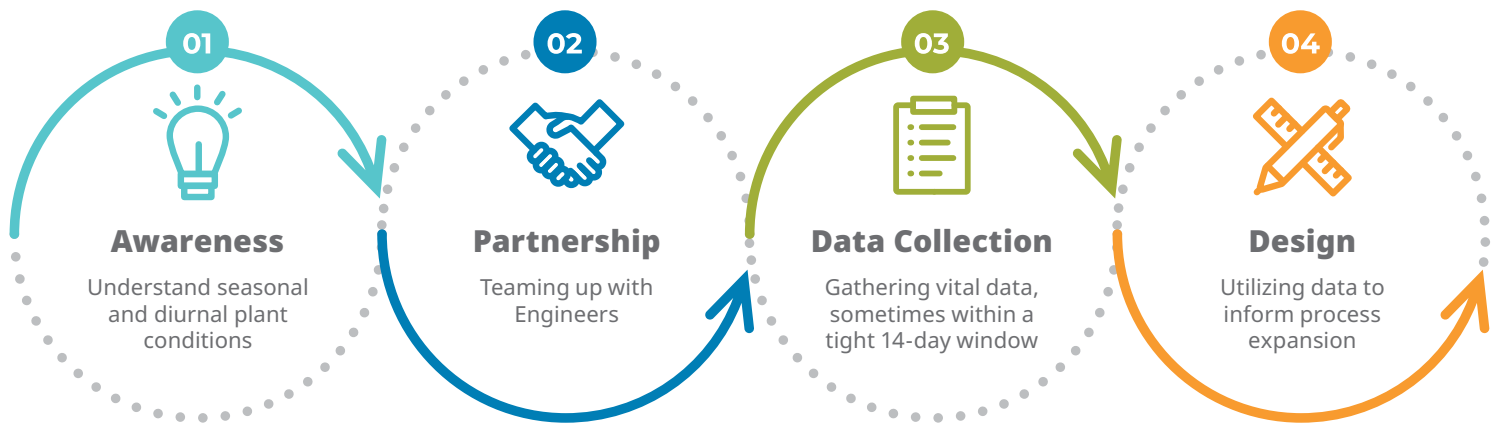 01
Awareness
Understand seasonal
and diurnal plant
conditions
02
Partnership
Teaming up with
Engineers
03
Data Collection
Gathering vital data,
sometimes within a
tight 14-day window
04
Design
Utilizing data to
inform process
expansion